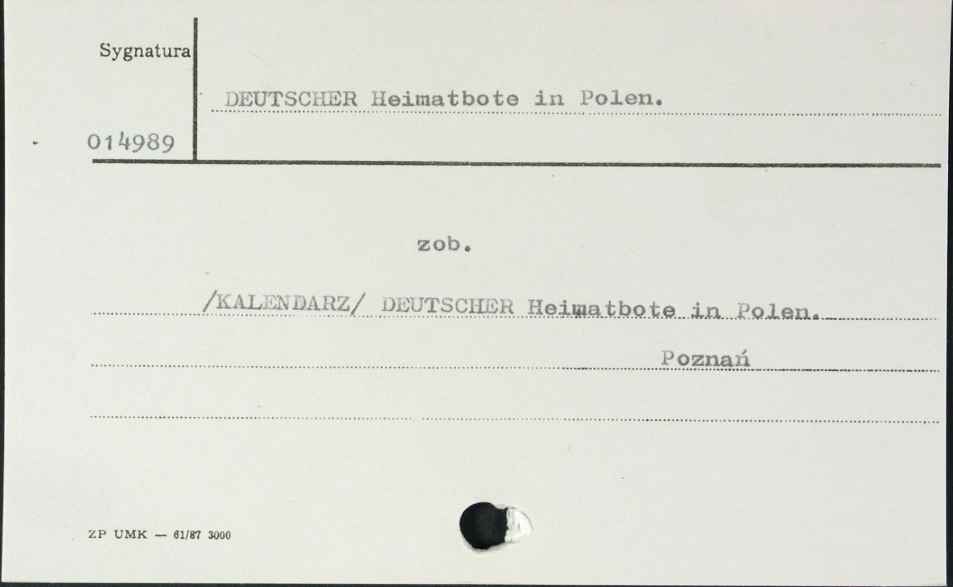 Sygnatura
DEUTSCHER Heimatbote in Polen.
014989
zob.
/KALENDARZ/ DEUTSCHER Heimatbote in Polen.
Poznań
ZP UMK — 61/87 3000